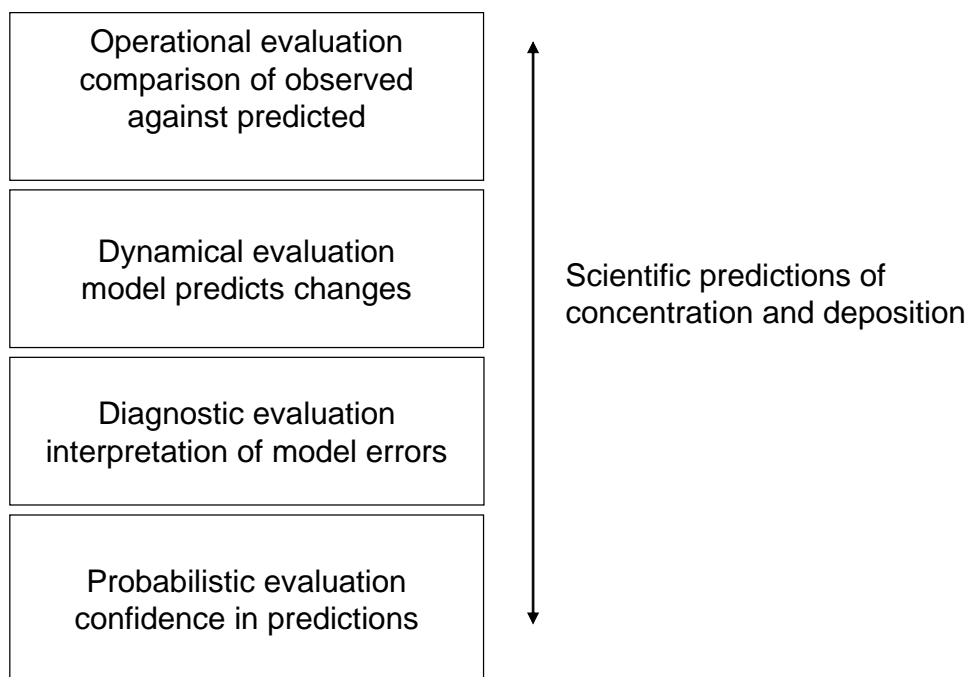 Operational evaluation
comparison of observed
against predicted
Dynamical evaluation
model predicts changes
Scientific predictions of
concentration and deposition
Diagnostic evaluation
interpretation of model errors
Probabilistic evaluation
confidence in predictions